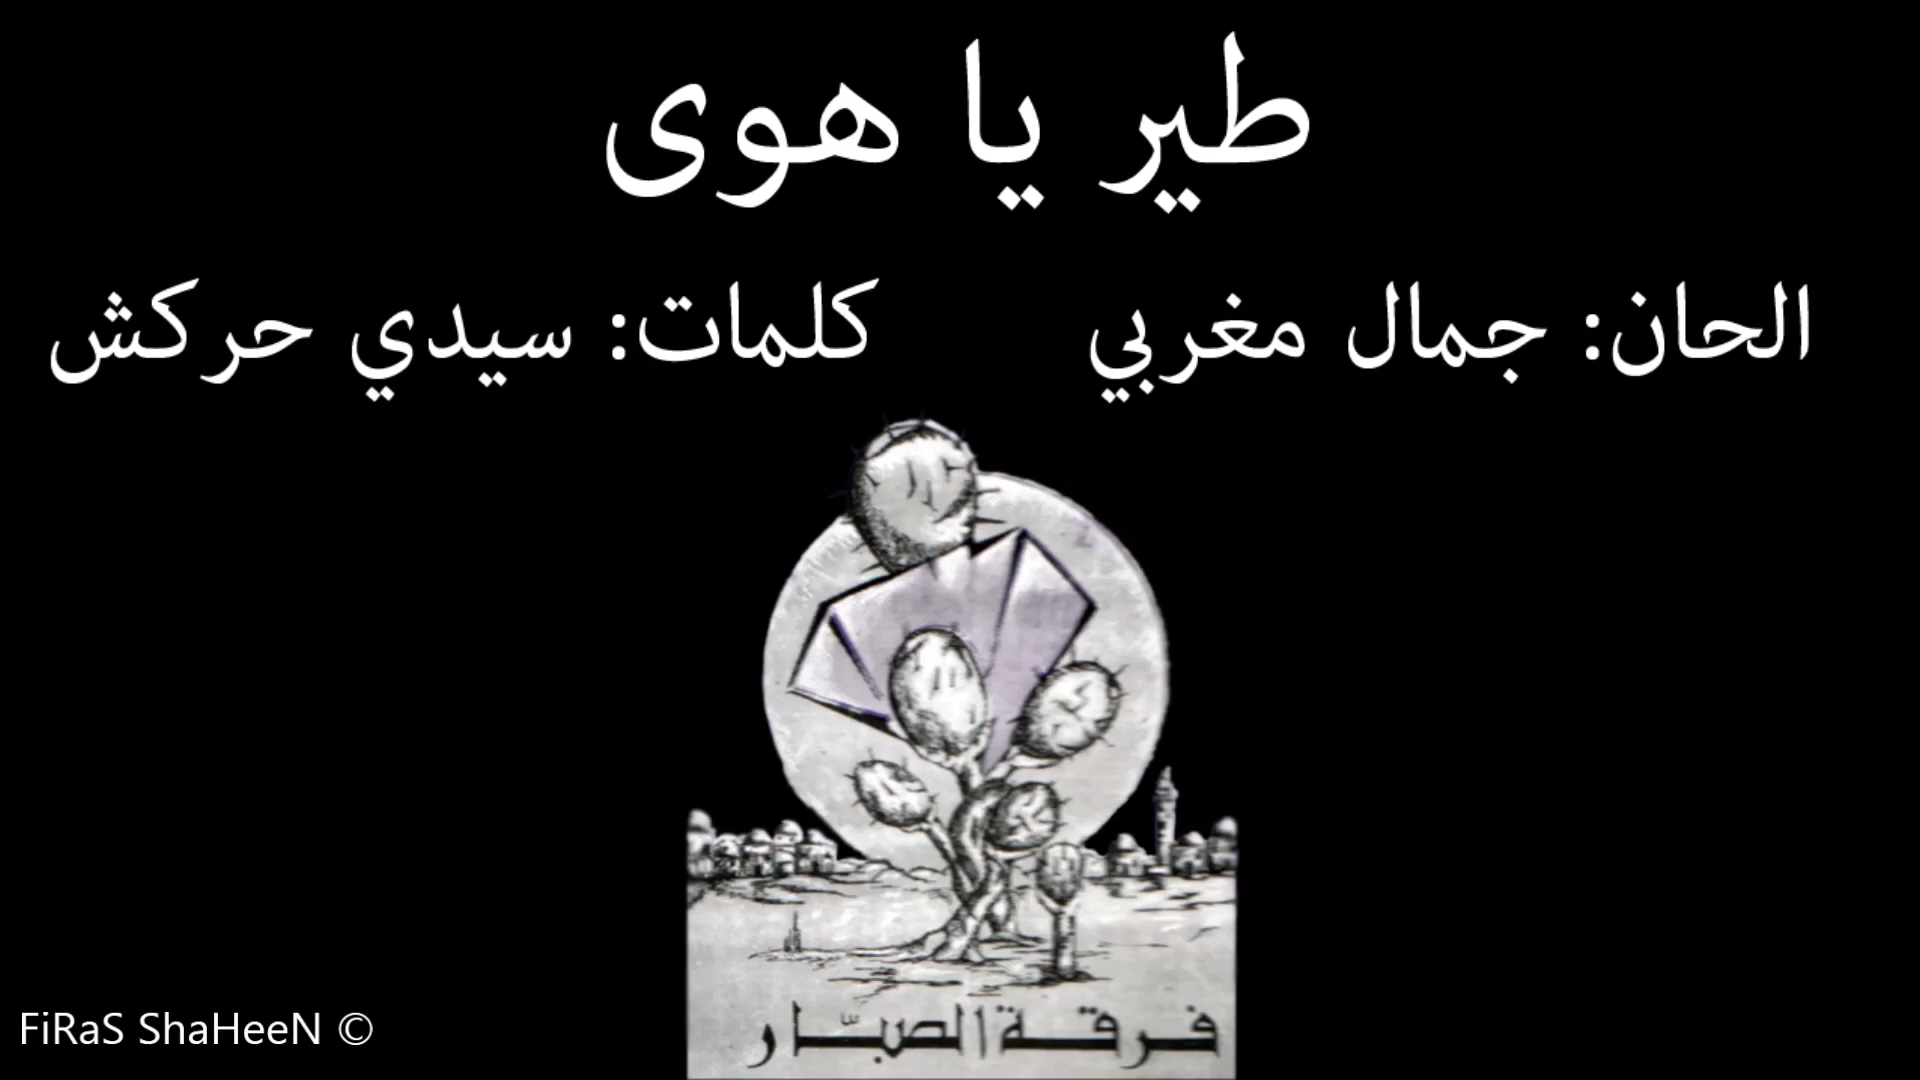 طير يا هوى
الحان: جمال مغربي كلمات: سيدي حركش
فرقة الصبّار
FiRaS ShaHeeN ©